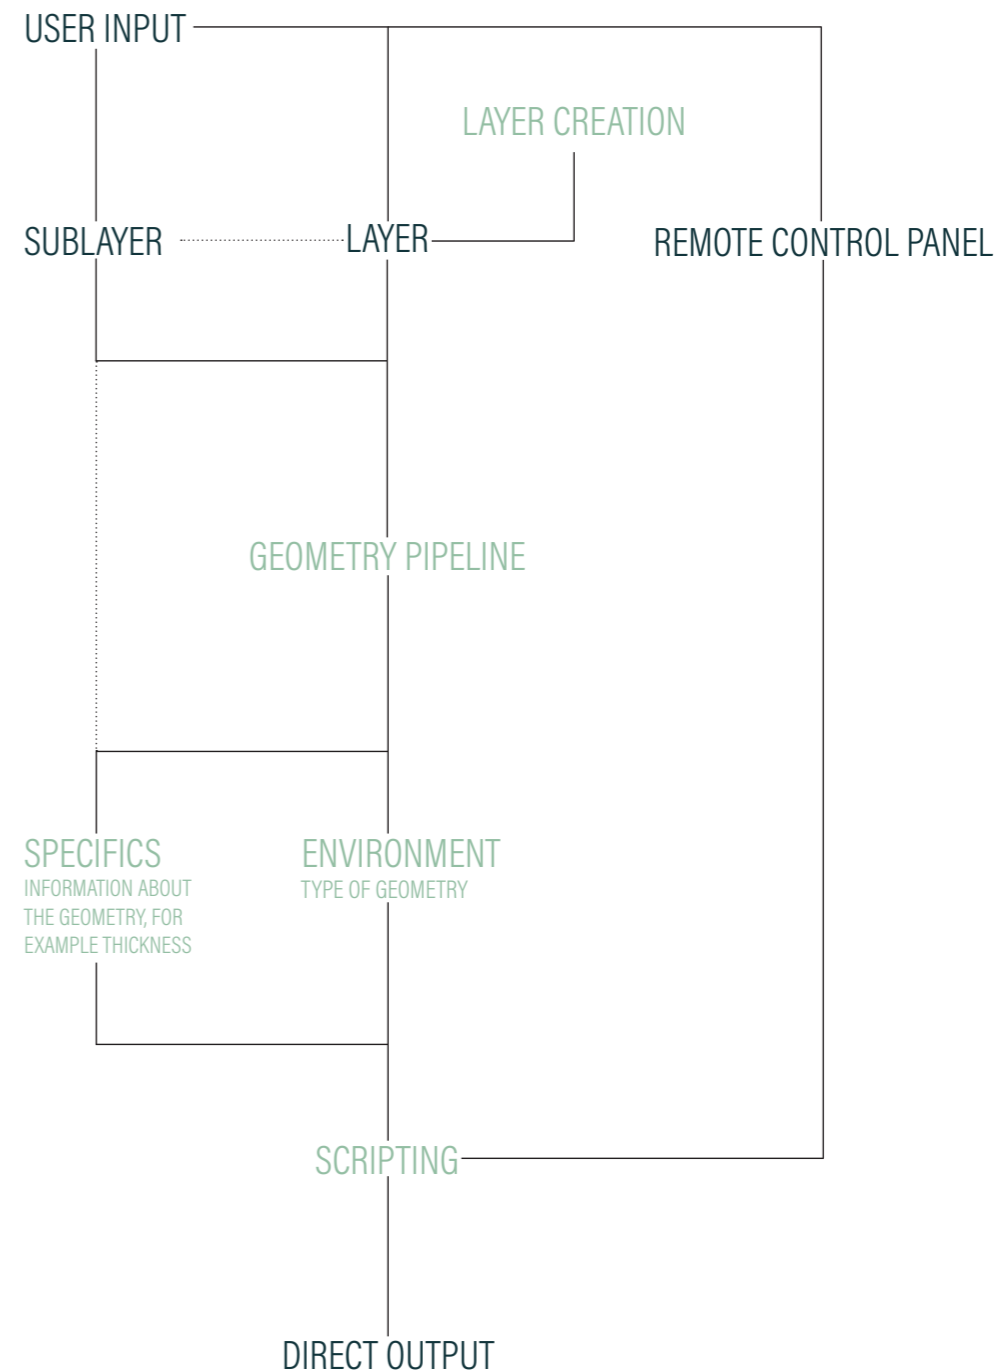 USER INPUT
LAYER CREATION
SUBLAYER
LAYER
REMOTE CONTROL PANEL
GEOMETRY PIPELINE
SPECIFICS
INFORMATION ABOUT
THE GEOMETRY, FOR
EXAMPLE THICKNESS
ENVIRONMENT
TYPE OF GEOMETRY
SCRIPTING
DIRECT OUTPUT